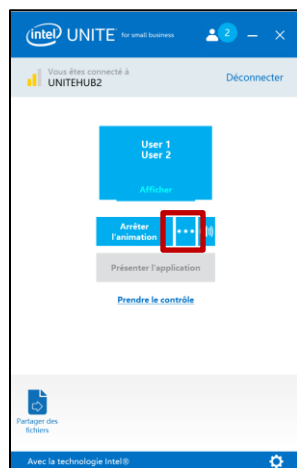 intel UNITE for small business 2
Vous êtes connecté à
UNITEHUB2
Déconnecter
User 1
User 2
Afficher
Arrêter
l'animation
Présenter l'application
Prendre le contrôle
Partager des
fichiers
Avec la technologie Intel®